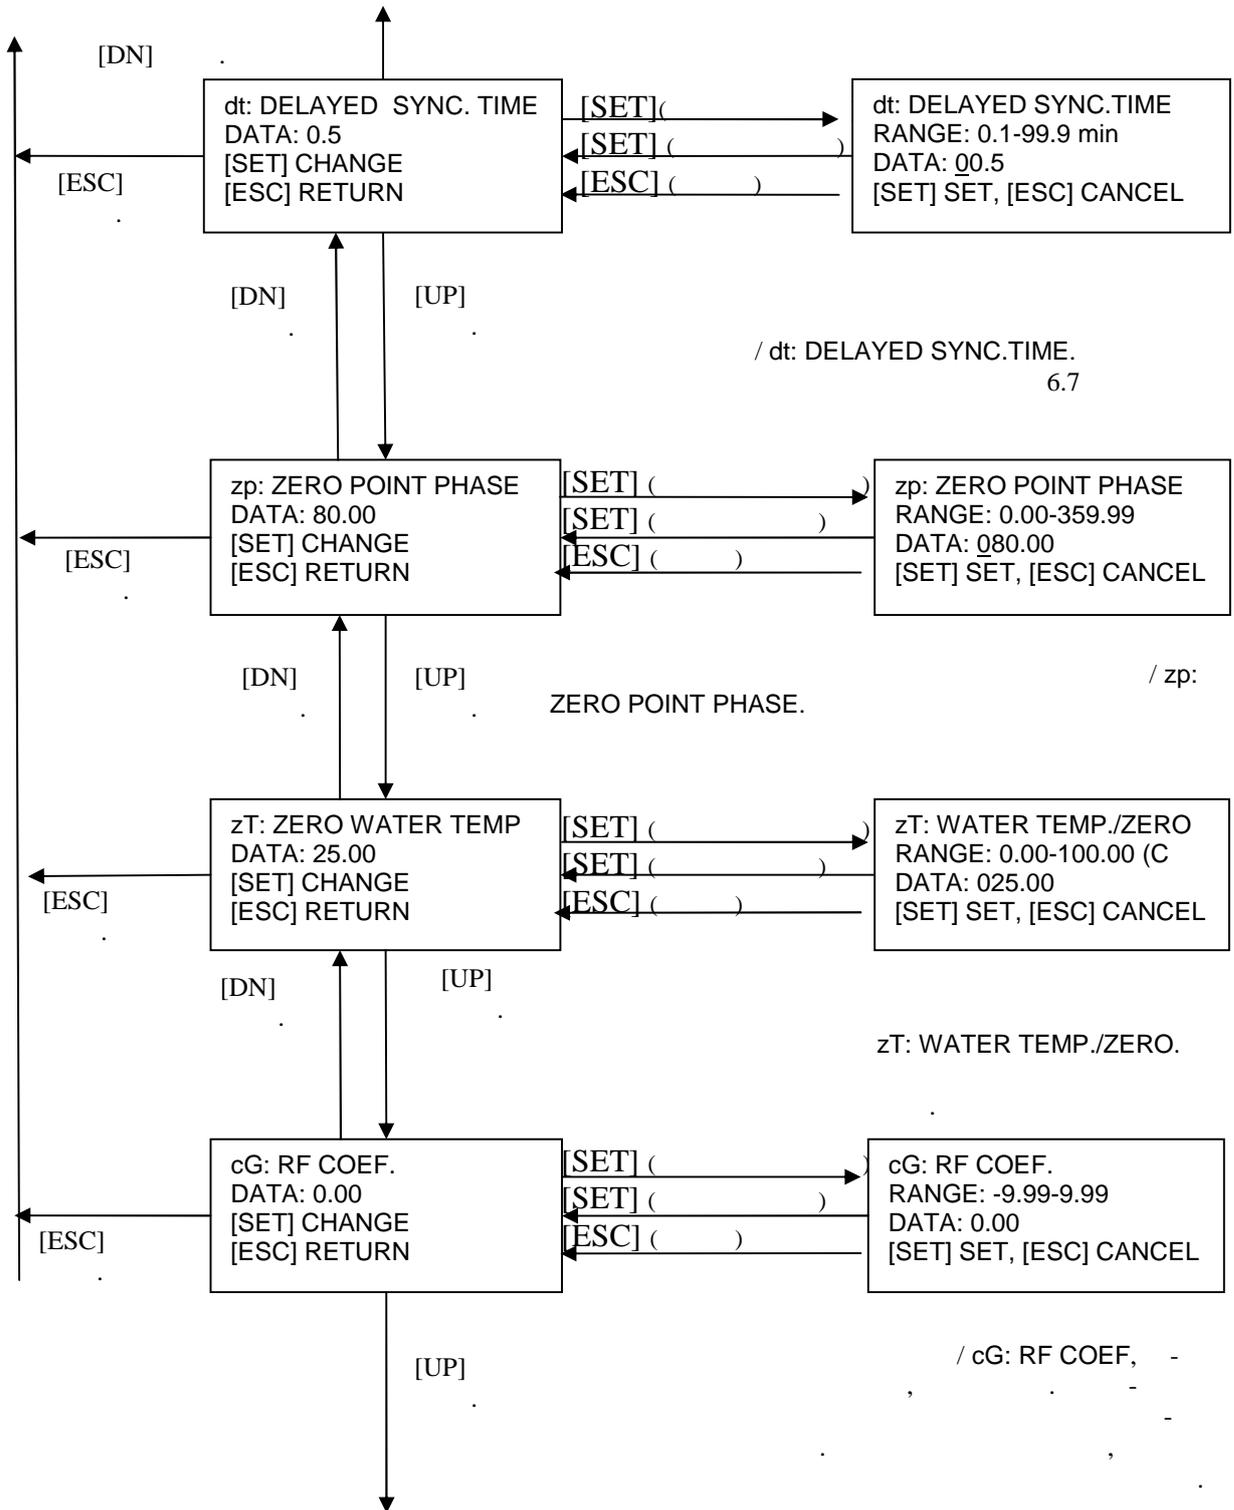 [DN] .
dt: DELAYED SYNC. TIME
DATA: 0.5
[SET] CHANGE
[ESC] RETURN
[SET](
[SET] ( )
[ESC] ( )
dt: DELAYED SYNC.TIME
RANGE: 0.1-99.9 min
DATA: 00.5
[SET] SET, [ESC] CANCEL
[ESC]
.
[DN]
.
[UP]
.
/ dt: DELAYED SYNC.TIME.
6.7
zp: ZERO POINT PHASE
DATA: 80.00
[SET] CHANGE
[ESC] RETURN
[SET] ( )
[SET] ( )
[ESC] ( )
zp: ZERO POINT PHASE
RANGE: 0.00-359.99
DATA: 080.00
[SET] SET, [ESC] CANCEL
[ESC]
.
[DN]
.
[UP]
.
/ zp:
ZERO POINT PHASE.
zT: ZERO WATER TEMP
DATA: 25.00
[SET] CHANGE
[ESC] RETURN
[SET] ( )
[SET] ( )
[ESC] ( )
zT: WATER TEMP./ZERO
RANGE: 0.00-100.00 (C
DATA: 025.00
[SET] SET, [ESC] CANCEL
[ESC]
.
[DN]
.
[UP]
.
zT: WATER TEMP./ZERO.
.
cG: RF COEF.
DATA: 0.00
[SET] CHANGE
[ESC] RETURN
[SET] ( )
[SET] ( )
[ESC] ( )
cG: RF COEF.
RANGE: -9.99-9.99
DATA: 0.00
[SET] SET, [ESC] CANCEL
[ESC]
.
[UP]
.
/ cG: RF COEF, -
, . -
-
. ,
.